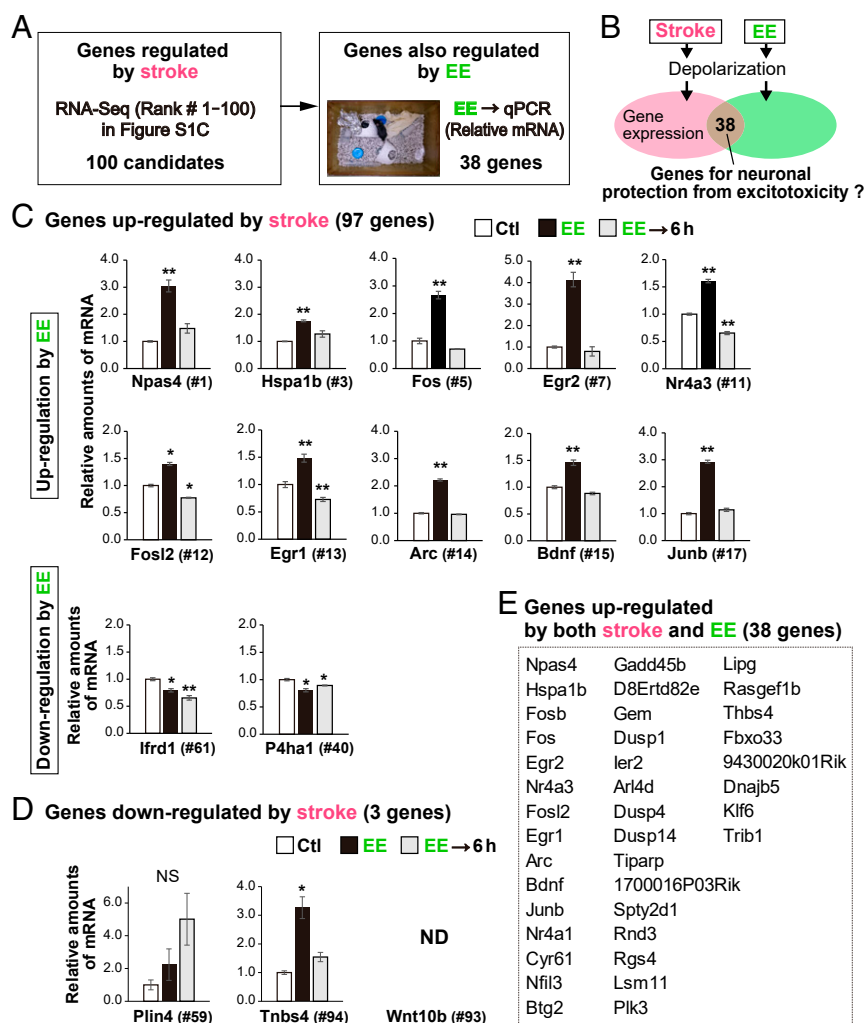 A
Genes regulated
by stroke
RNA-Seq (Rank # 1–100)
in Figure S1C
100 candidates
Genes also regulated
by EE
EE → qPCR
(Relative mRNA)
38 genes
B
Stroke EE
Depolarization
Gene
expression
38
Genes for neuronal
protection from excitotoxicity ?
C Genes up-regulated by stroke (97 genes)
Ctl EE EE → 6 h
Up-regulation by EE
Relative amounts of mRNA
4.0
3.0
2.0
1.0
0.0
**
Npas4 (#1)
4.0
3.0
2.0
1.0
0.0
**
Hspa1b (#3)
4.0
3.0
2.0
1.0
0.0
**
Fos (#5)
5.0
4.0
3.0
2.0
1.0
0.0
**
Egr2 (#7)
2.0
1.5
1.0
0.5
0.0
**
**
Nr4a3 (#11)
2.0
1.5
1.0
0.5
0.0
*
*
Fosl2 (#12)
2.0
1.5
1.0
0.5
0.0
**
**
Egr1 (#13)
4.0
3.0
2.0
1.0
0.0
**
Arc (#14)
2.0
1.5
1.0
0.5
0.0
**
Bdnf (#15)
4.0
3.0
2.0
1.0
0.0
**
Junb (#17)
Down-regulation by EE
Relative amounts
of mRNA
1.5
1.0
0.5
0.0
*
**
Ifrd1 (#61)
1.5
1.0
0.5
0.0
*
*
P4ha1 (#40)
D Genes down-regulated by stroke (3 genes)
Ctl EE EE → 6 h
Relative amounts
of mRNA
NS
6.0
4.0
2.0
0.0
Plin4 (#59)
4.0
3.0
2.0
1.0
0.0
*
Tnbs4 (#94)
ND
Wnt10b (#93)
E Genes up-regulated
by both stroke and EE (38 genes)
Npas4 Gadd45b Lipg
Hspa1b D8Ertd82e Rasgef1b
Fosb Gem Thbs4
Fos Dusp1 Fbxo33
Egr2 Ier2 9430020k01Rik
Nr4a3 Arl4d Dnajb5
Fosl2 Dusp4 Klf6
Egr1 Dusp14 Trib1
Arc Tiparp
Bdnf 1700016P03Rik
Junb Spty2d1
Nr4a1 Rnd3
Cyr61 Rgs4
Nfil3 Lsm11
Btg2 Plk3